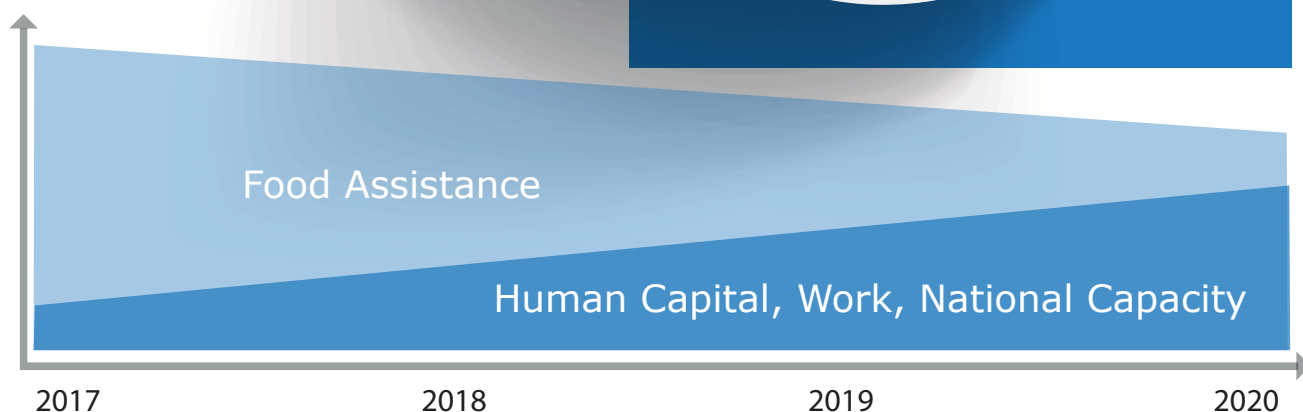 Food Assistance
Human Capital, Work, National Capacity
2017 2018 2019 2020